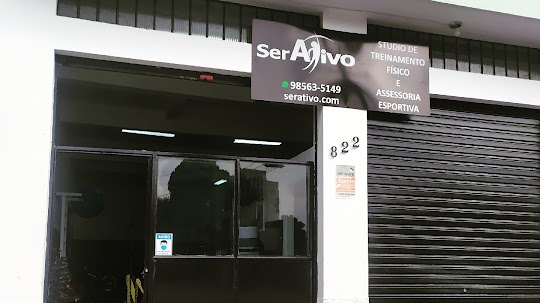 SerAtivo
98563-5149
serativo.com
STUDIO DE
TREINAMENTO
FÍSICO
E
ASSESSORIA
ESPORTIVA
822